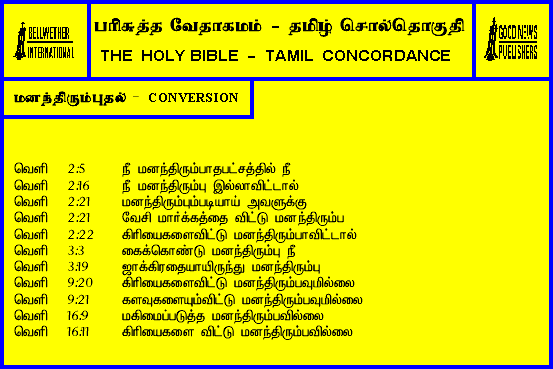 BELLWETHER
INTERNATIONAL
பரிசுத்த வேதாகமம் - தமிழ் சொல்தொகுதி
THE HOLY BIBLE - TAMIL CONCORDANCE
GOOD NEWS
PUBLISHERS
மனந்திரும்புதல் - CONVERSION
வெளி 2:5 நீ மனந்திரும்பாதபட்சத்தில் நீ
வெளி 2:16 நீ மனந்திரும்பு இல்லாவிட்டால்
வெளி 2:21 மனந்திரும்பும்படியாய் அவளுக்கு
வெளி 2:21 வேசி மார்க்கத்தை விட்டு மனந்திரும்ப
வெளி 2:22 கிரியைகளைவிட்டு மனந்திரும்பாவிட்டால்
வெளி 3:3 கைக்கொண்டு மனந்திரும்பு நீ
வெளி 3:19 ஜாக்கிரதையாயிருந்து மனந்திரும்பு
வெளி 9:20 கிரியைகளைவிட்டு மனந்திரும்பவுமில்லை
வெளி 9:21 களவுகளையும்விட்டு மனந்திரும்பவுமில்லை
வெளி 16:9 மகிமைப்படுத்த மனந்திரும்பவில்லை
வெளி 16:11 கிரியைகளை விட்டு மனந்திரும்பவில்லை